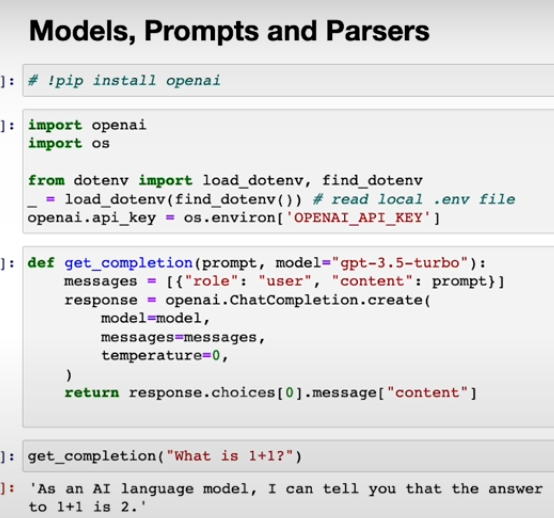 Models, Prompts and Parsers
]: # !pip install openai
]: import openai
import os
from dotenv import load_dotenv, find_dotenv
_ = load_dotenv(find_dotenv()) # read local .env file
openai.api_key = os.environ['OPENAI_API_KEY']
]: def get_completion(prompt, model="gpt-3.5-turbo"):
    messages = [{"role": "user", "content": prompt}]
    response = openai.ChatCompletion.create(
        model=model,
        messages=messages,
        temperature=0,
    )
    return response.choices[0].message["content"]
]: get_completion("What is 1+1?")
]: 'As an AI language model, I can tell you that the answer
to 1+1 is 2.'